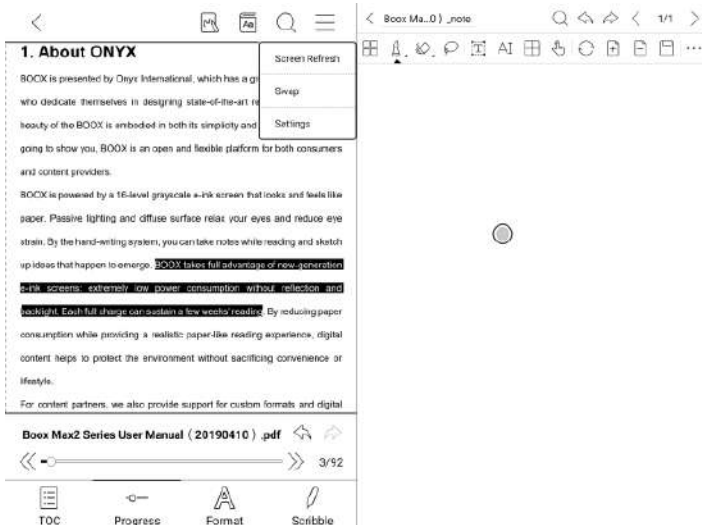 Aa
< Boox Ma...0 ) _note
1/1
1. About ONYX
Screen Refresh
Swap
Settings
BOOX is presented by Onyx International, which has a
who dedicate themselves in designing state-of-the-art
beauty of the BOOX is embodied in both its simplicity and
going to show you, BOOX is an open and flexible platform for both consumers
and content providers.
BOOX is powered by a 16-level grayscale e-ink screen that looks and feels like
paper. Passive lighting and diffuse surface relax your eyes and reduce eye
strain. By the hand-writing system, you can take notes while reading and sketch
up ideas that happen to emerge. BOOX takes full advantage of new-generation
e-ink screens: extremely low power consumption without reflection and
backlight. Each full charge can sustain a few weeks' reading. By reducing paper
consumption while providing a realistic paper-like reading experience, digital
content helps to protect the environment without sacrificing convenience or
lifestyle.
For content partners, we also provide support for custom formats and digital
Boox Max2 Series User Manual ( 20190410 ) .pdf
3/92
TOC
Progress
Format
Scribble
T
AI